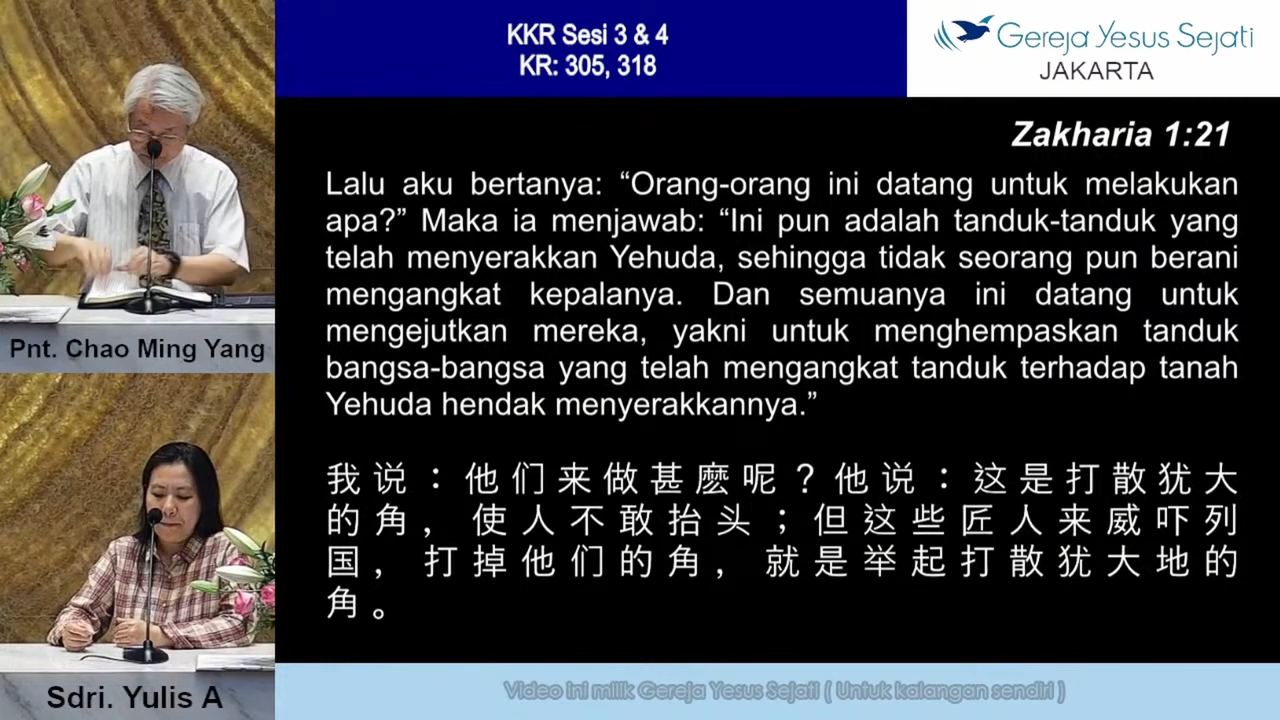 KKR Sesi 3 & 4
KR: 305, 318
Gereja Yesus Sejati
JAKARTA
Zakharia 1:21
Lalu aku bertanya: “Orang-orang ini datang untuk melakukan
apa?” Maka ia menjawab: “Ini pun adalah tanduk-tanduk yang
telah menyerakkan Yehuda, sehingga tidak seorang pun berani
mengangkat kepalanya. Dan semuanya ini datang untuk
mengejutkan mereka, yakni untuk menghempaskan tanduk
bangsa-bangsa yang telah mengangkat tanduk terhadap tanah
Yehuda hendak menyerakkannya.”
我说：他们来做甚麽呢？他说：这是打散犹大
的角，使人不敢抬头；但这些匠人来威吓列
国，打掉他们的角，就是举起打散犹大地的
角。
Pnt. Chao Ming Yang
Sdri. Yulis A
Video ini milik Gereja Yesus Sejati ( Untuk kalangan sendiri )